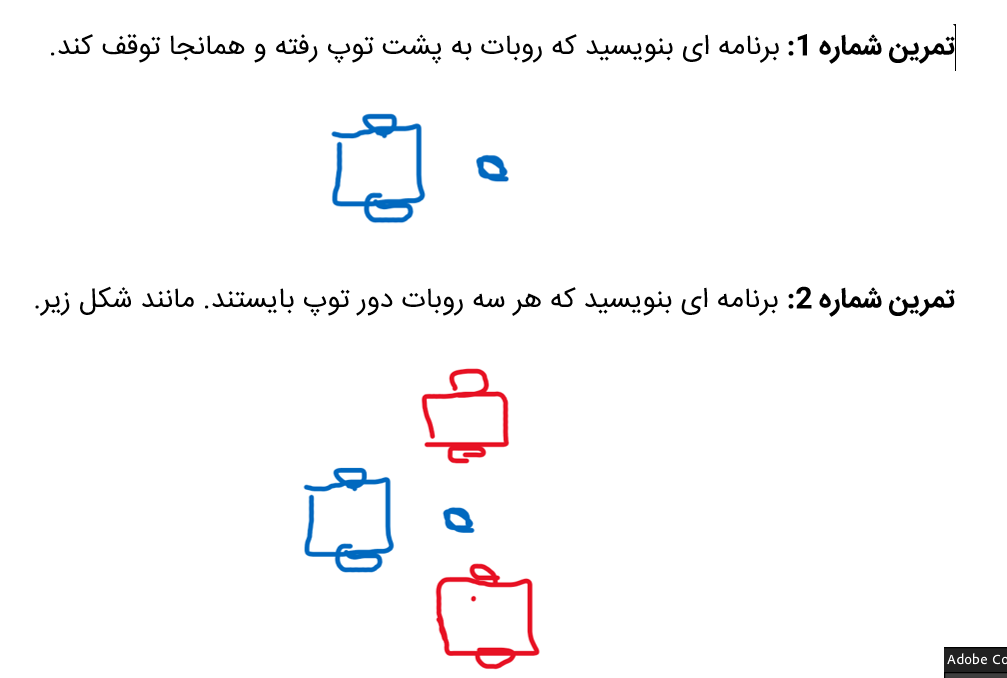 تمرین شماره 1: برنامه ای بنویسید که روبات به پشت توپ رفته و همانجا توقف کند.
تمرین شماره 2: برنامه ای بنویسید که هر سه روبات دور توپ بایستند. مانند شکل زیر.
Adobe Co